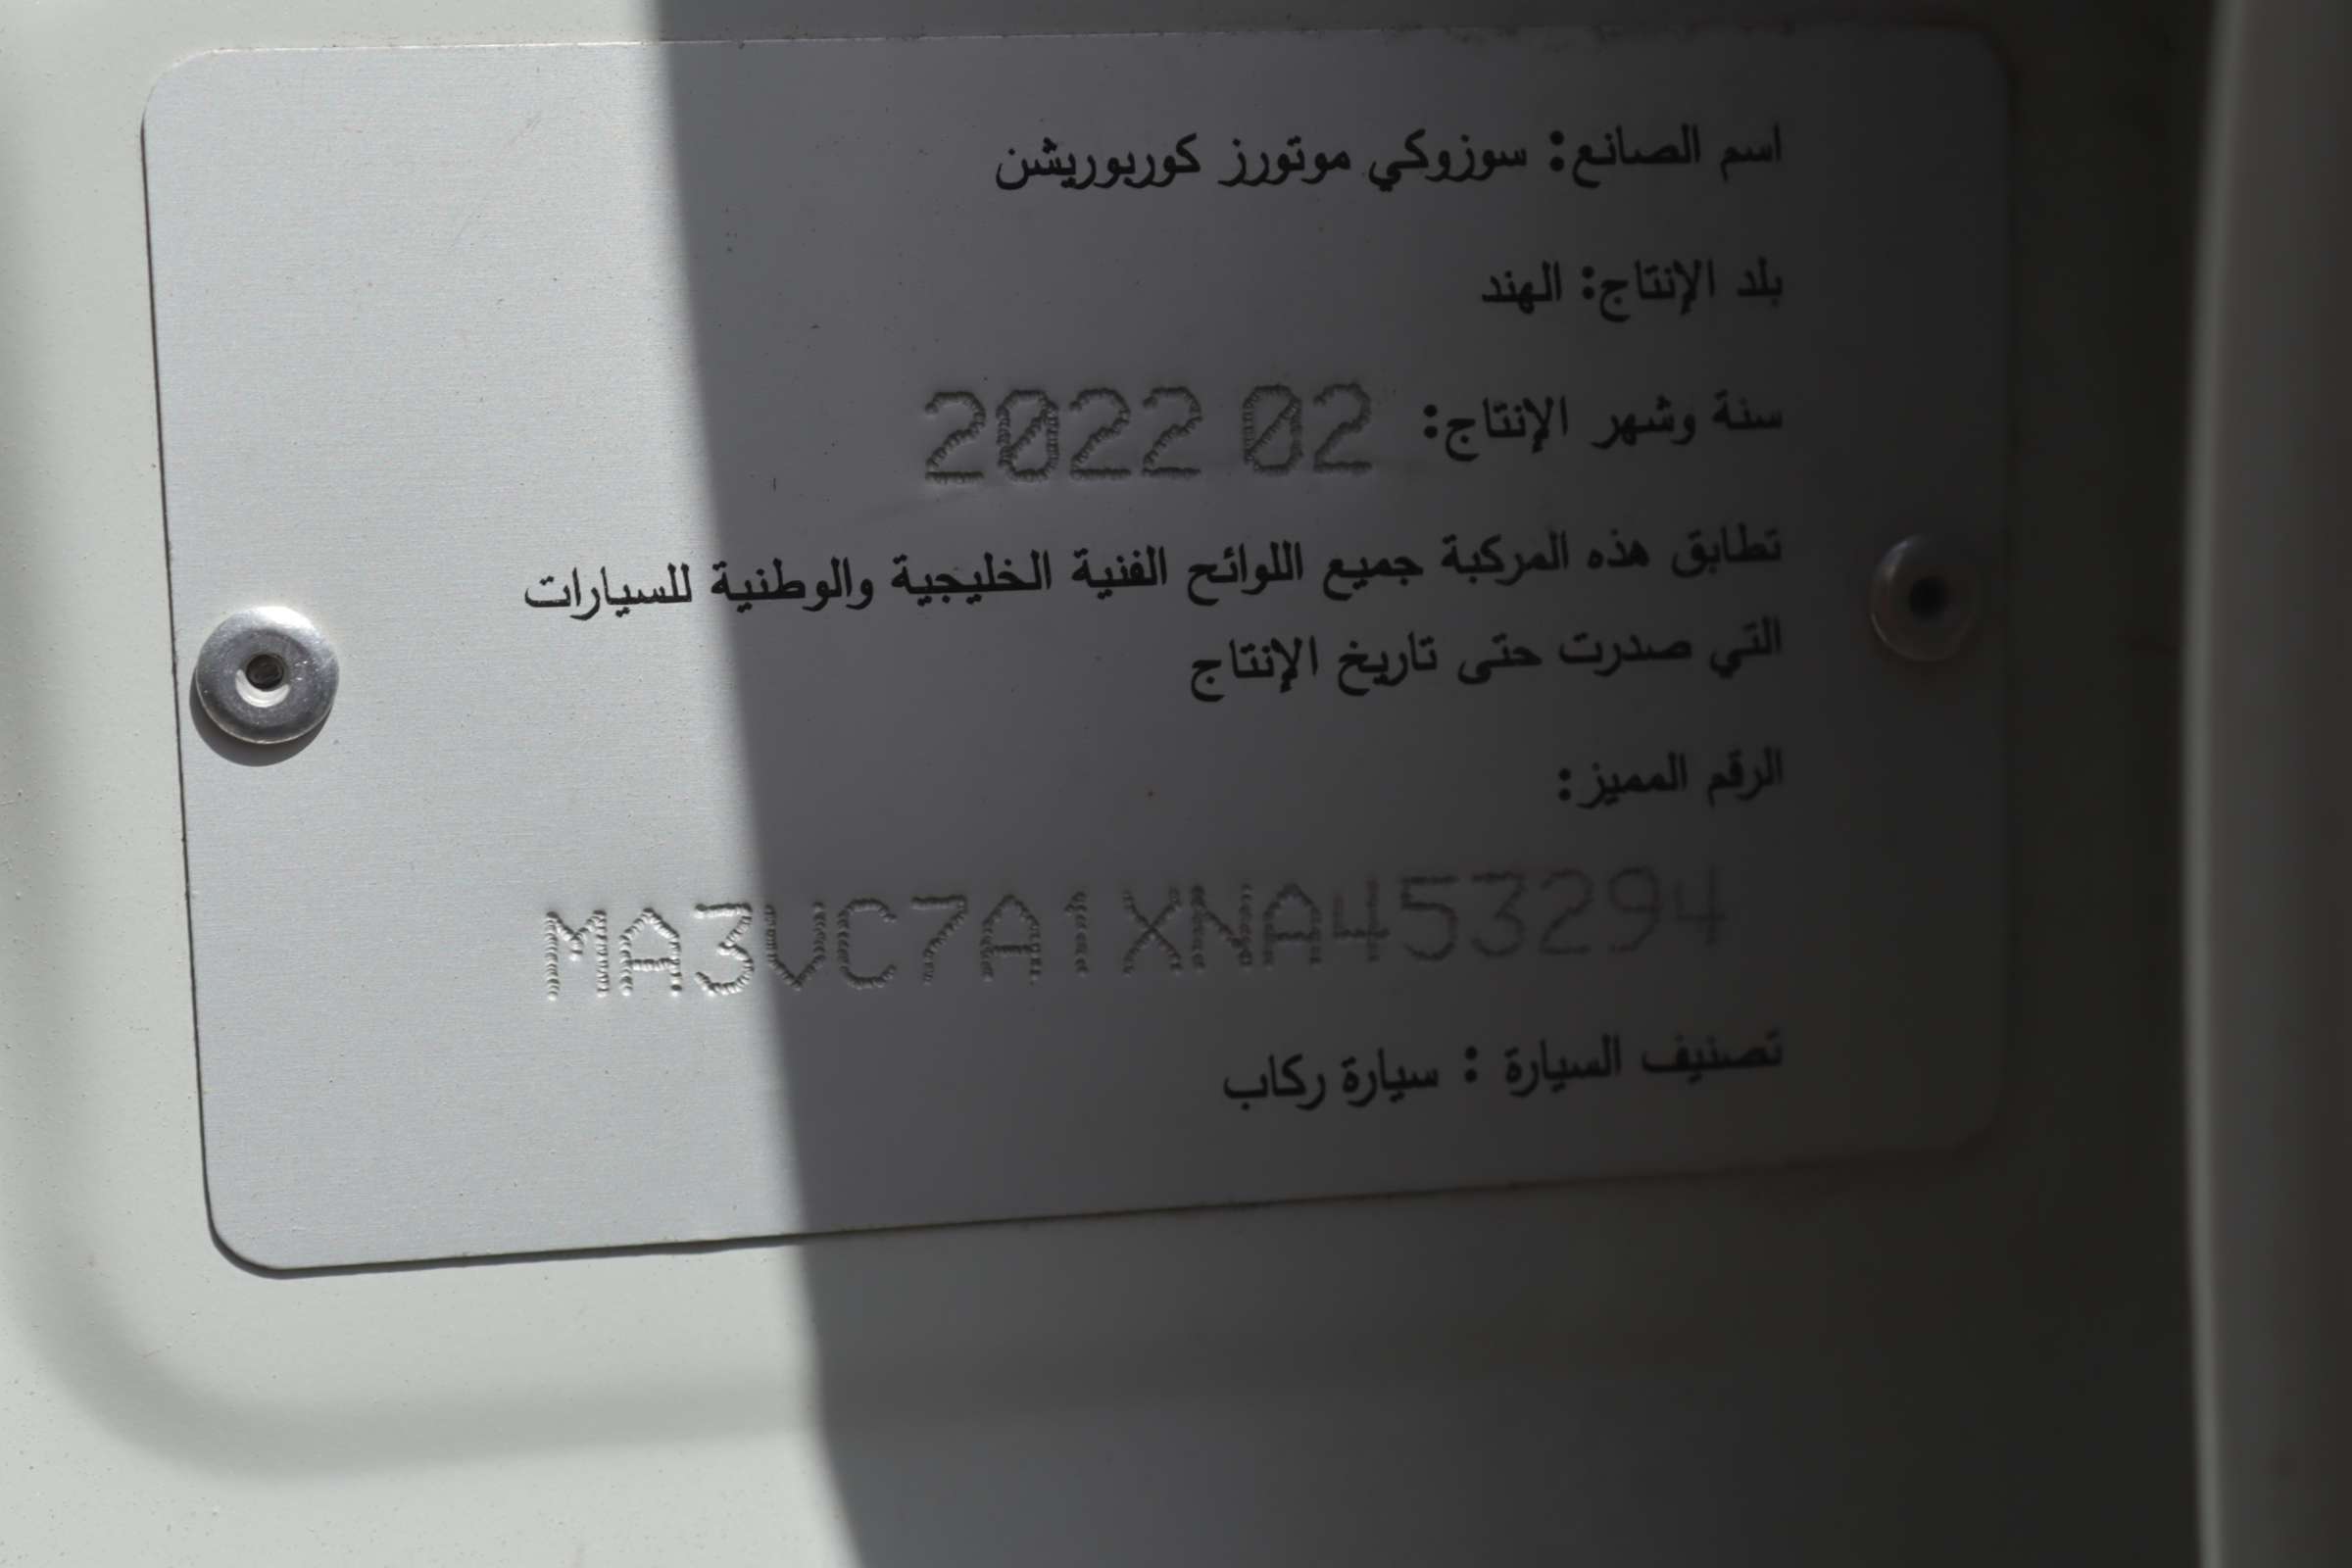 اسم الصانع: سوزوكي موتورز كوربوريشن
بلد الإنتاج: الهند
سنة وشهر الإنتاج: 2022 02
تطابق هذه المركبة جميع اللوائح الفنية الخليجية والوطنية للسيارات
التي صدرت حتى تاريخ الإنتاج
الرقم المميز:
MA3VC7A1XNA453294
تصنيف السيارة : سيارة ركاب